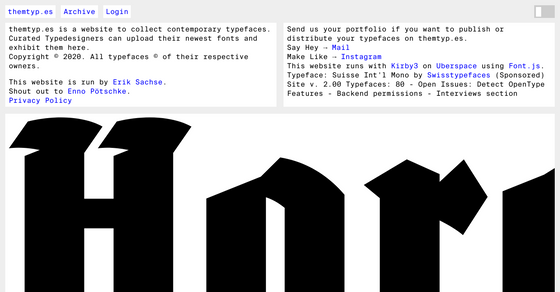 themtyp.es Archive Login
themtyp.es is a website to collect contemporary typefaces.
Curated Typedesigners can upload their newest fonts and
exhibit them here.
Copyright © 2020. All typefaces © of their respective
owners.
This website is run by Erik Sachse.
Shout out to Enno Pötschke.
Privacy Policy
Send us your portfolio if you want to publish or
distribute your typefaces on themtyp.es.
Say Hey → Mail
Make Like → Instagram
This website runs with Kirby3 on Uberspace using Font.js.
Typeface: Suisse Int'l Mono by Swisstypefaces (Sponsored)
Site v. 2.00 Typefaces: 80 - Open Issues: Detect OpenType
Features - Backend permissions - Interviews section
Hor